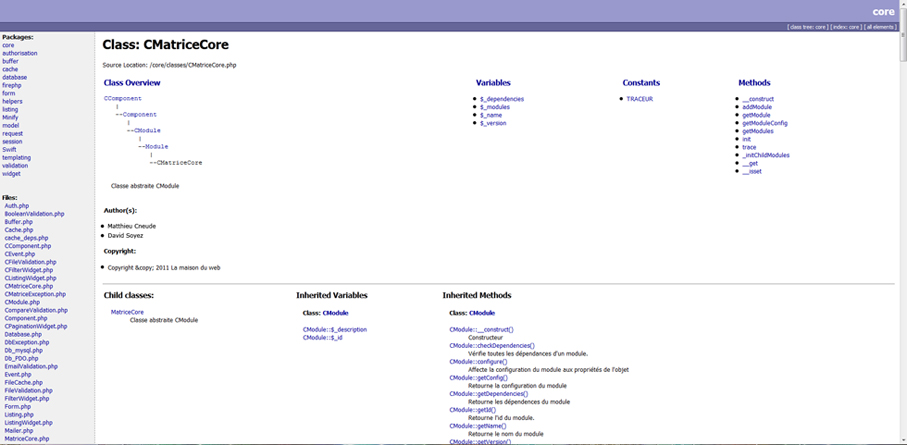 core
[ class tree: core ] [ index: core ] [ all elements ]
Packages:
core
authorisation
buffer
cache
database
firephp
form
helpers
listing
Minify
model
request
session
Swift
templating
validation
widget
Files:
Auth.php
BooleanValidation.php
Buffer.php
Cache.php
cache_deps.php
CComponent.php
CEvent.php
CFileValidation.php
CFilterWidget.php
CListingWidget.php
CMatriceCore.php
CMatriceException.php
CModule.php
CompareValidation.php
Component.php
CPaginationWidget.php
Database.php
DbException.php
Db_mysql.php
Db_PDO.php
EmailValidation.php
Event.php
FileCache.php
FileValidation.php
FilterWidget.php
Form.php
Listing.php
ListingWidget.php
Mailer.php
MatriceCore.php
Class: CMatriceCore
Source Location: /core/classes/CMatriceCore.php
Class Overview
CComponent
|
--Component
|
--CModule
|
--Module
|
--CMatriceCore
Classe abstraite CModule
Author(s):
Matthieu Cneude
David Soyez
Copyright:
Copyright &copy; 2011 La maison du web
Variables
$_dependencies
$_modules
$_name
$_version
Constants
TRACEUR
Methods
__construct
addModule
getModule
getModuleConfig
getModules
init
trace
_initChildModules
__get
__isset
Child classes:
MatriceCore
Classe abstraite CModule
Inherited Variables
Class: CModule
CModule::$_description
CModule::$_id
Inherited Methods
Class: CModule
CModule::__construct()
Constructeur
CModule::checkDependencies()
Vérifie toutes les dépendances d'un module.
CModule::configure()
Affecte la configuration du module aux propriétés de l'objet
CModule::getConfig()
Retourne la configuration du module
CModule::getDependencies()
Retourne les dépendences du module
CModule::getId()
Retourne l'id du module.
CModule::getName()
Retourne le nom du module
CModule::getVersion()